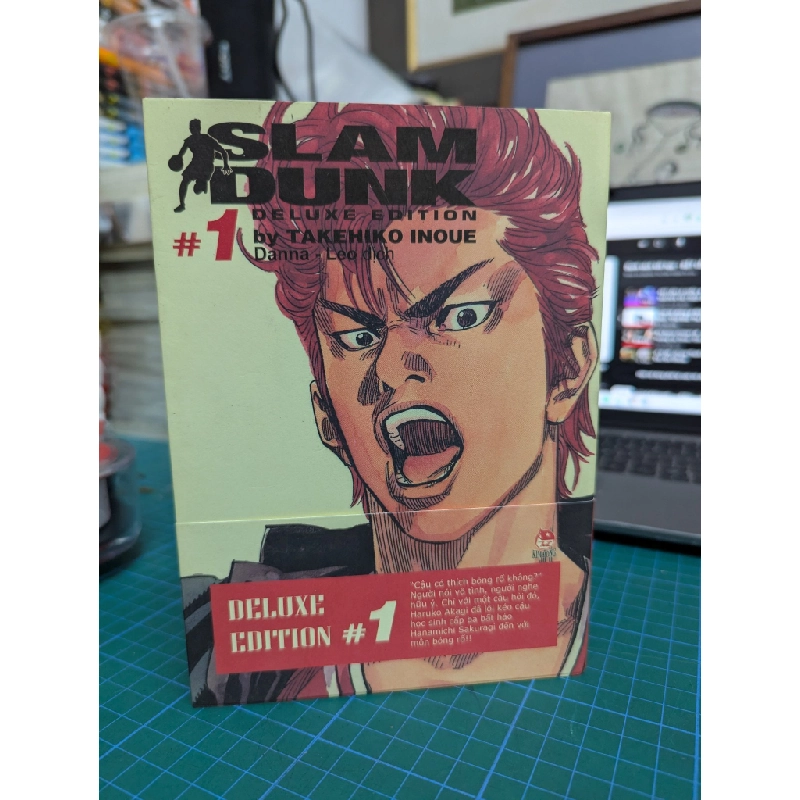 SLAM
DUNK
DELUXE EDITION
#1
by TAKEHIKO INOUE
Danna - Leo dịch
DELUXE
EDITION #1
"Cậu có thích bóng rổ không?"
Người nói vô tình, người nghe
hữu ý. Chỉ với một câu hỏi đó,
Haruko Akagi đã lôi kéo cậu
học sinh cấp ba bất hảo
Hanamichi Sakuragi đến với
môn bóng rổ!!